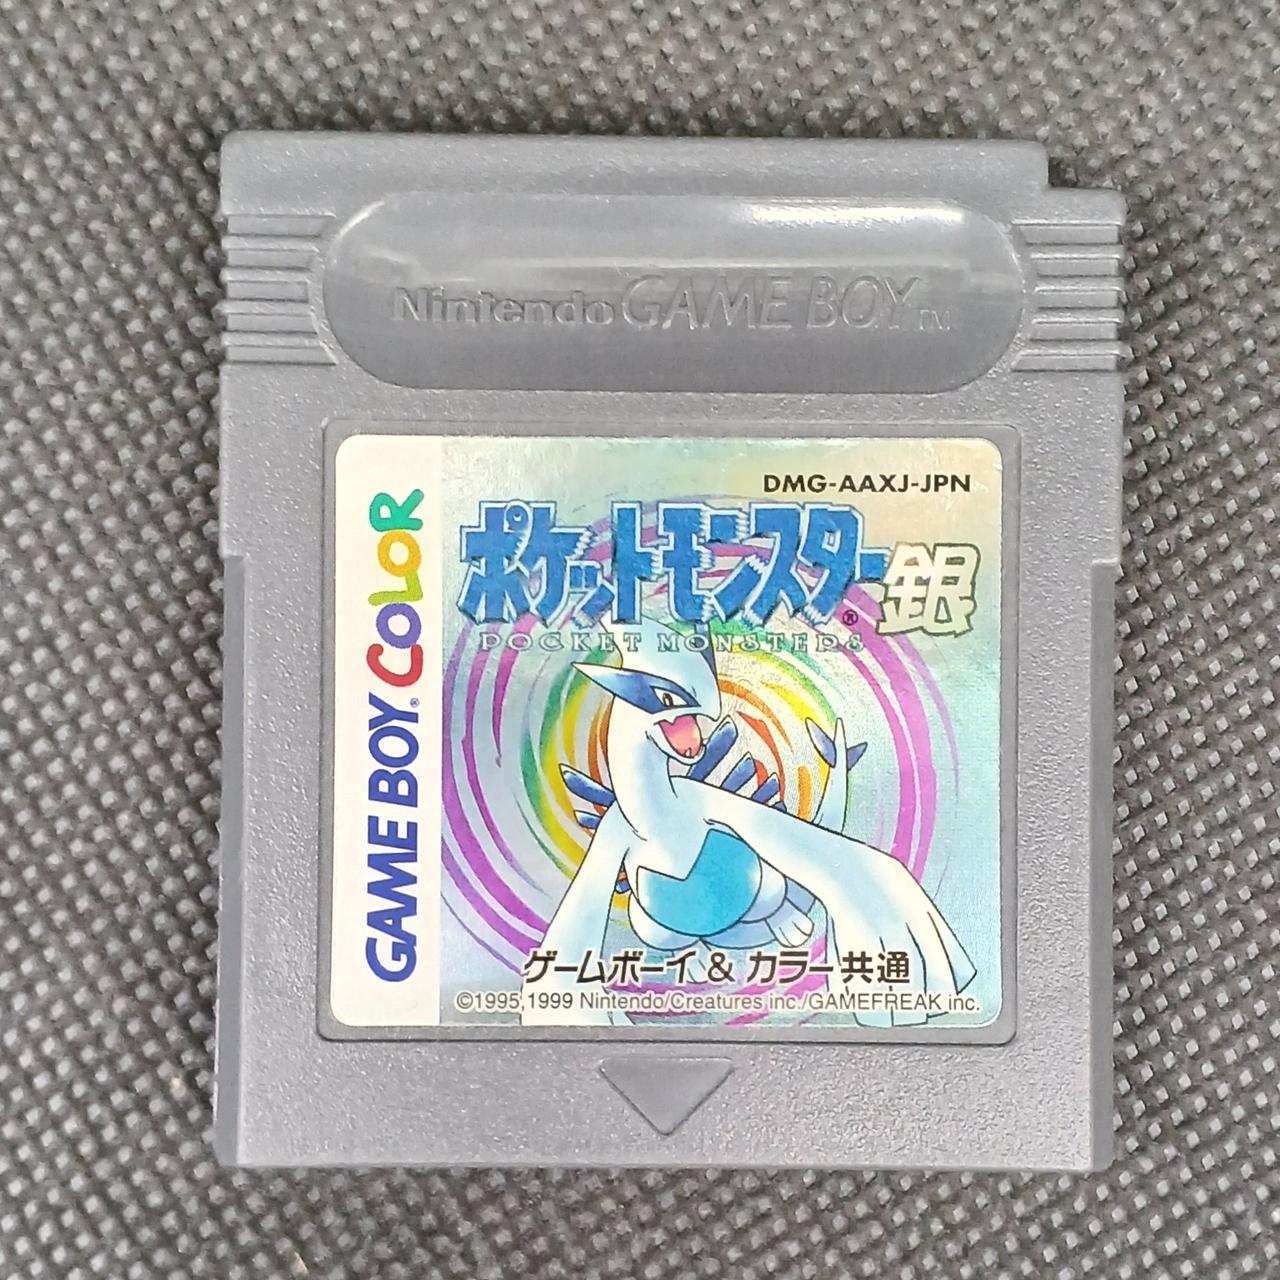 Nintendo GAME BOY TM
GAME BOY COLOR
DMG-AAXJ-JPN
ポケットモンスター®銀
POCKET MONSTERS
ゲームボーイ & カラー共通
©1995,1999 Nintendo/Creatures inc./GAMEFREAK inc.